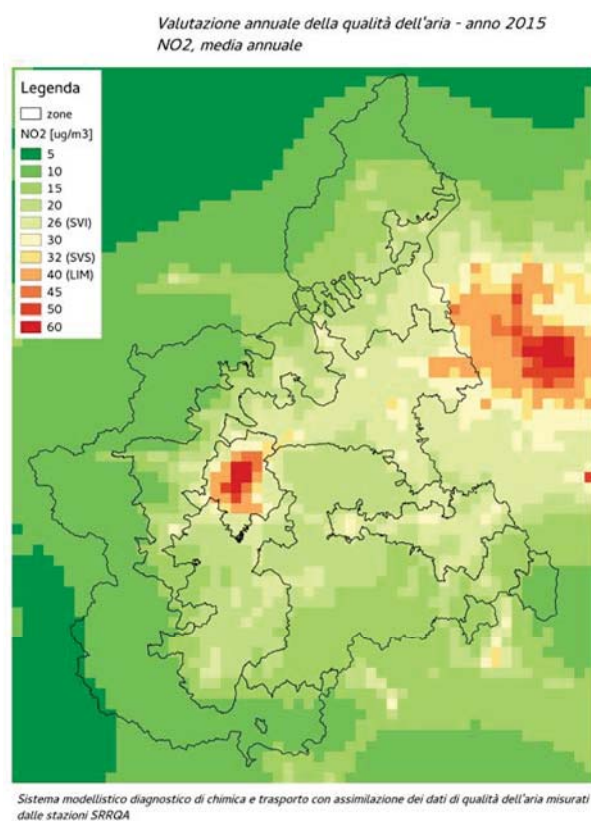 Valutazione annuale della qualità dell'aria - anno 2015
NO2, media annuale
Legenda
zone
NO2 [ug/m3]
5
10
15
20
26 (SVI)
30
32 (SVS)
40 (LIM)
45
50
60
Sistema modellistico diagnostico di chimica e trasporto con assimilazione dei dati di qualità dell'aria misurati
dalle stazioni SRRQA